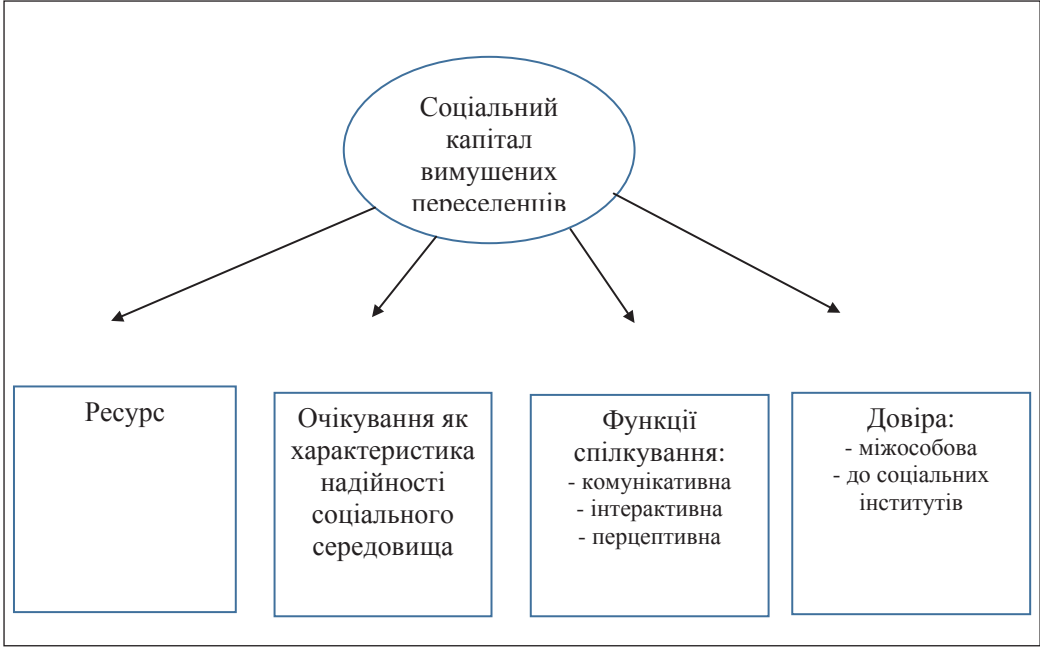 Соціальний
капітал
вимушених
переселенців
Ресурс
Очікування як
характеристика
надійності
соціального
середовища
Функції
спілкування:
- комунікативна
- інтерактивна
- перцептивна
Довіра:
- міжособова
- до соціальних
інститутів